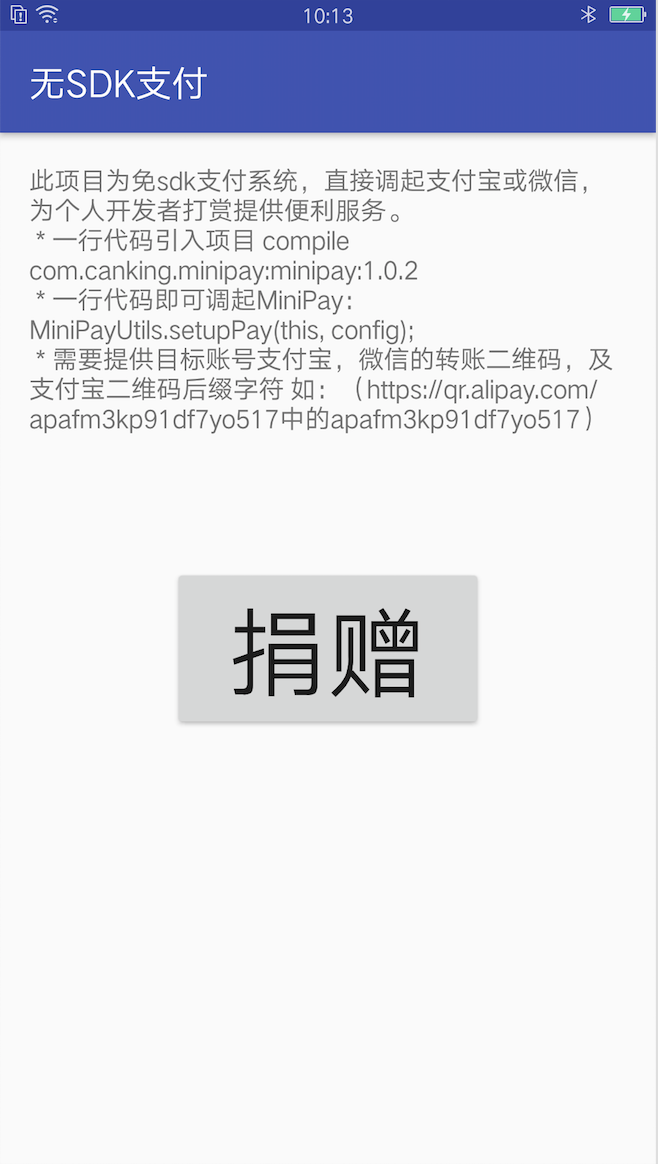 10:13
无SDK支付
此项目为免sdk支付系统，直接调起支付宝或微信，
为个人开发者打赏提供便利服务。
* 一行代码引入项目 compile
com.canking.minipay:minipay:1.0.2
* 一行代码即可调起MiniPay：
MiniPayUtils.setupPay(this, config);
* 需要提供目标账号支付宝，微信的转账二维码，及
支付宝二维码后缀字符 如：（https://qr.alipay.com/
apafm3kp91df7yo517中的apafm3kp91df7yo517）
捐赠